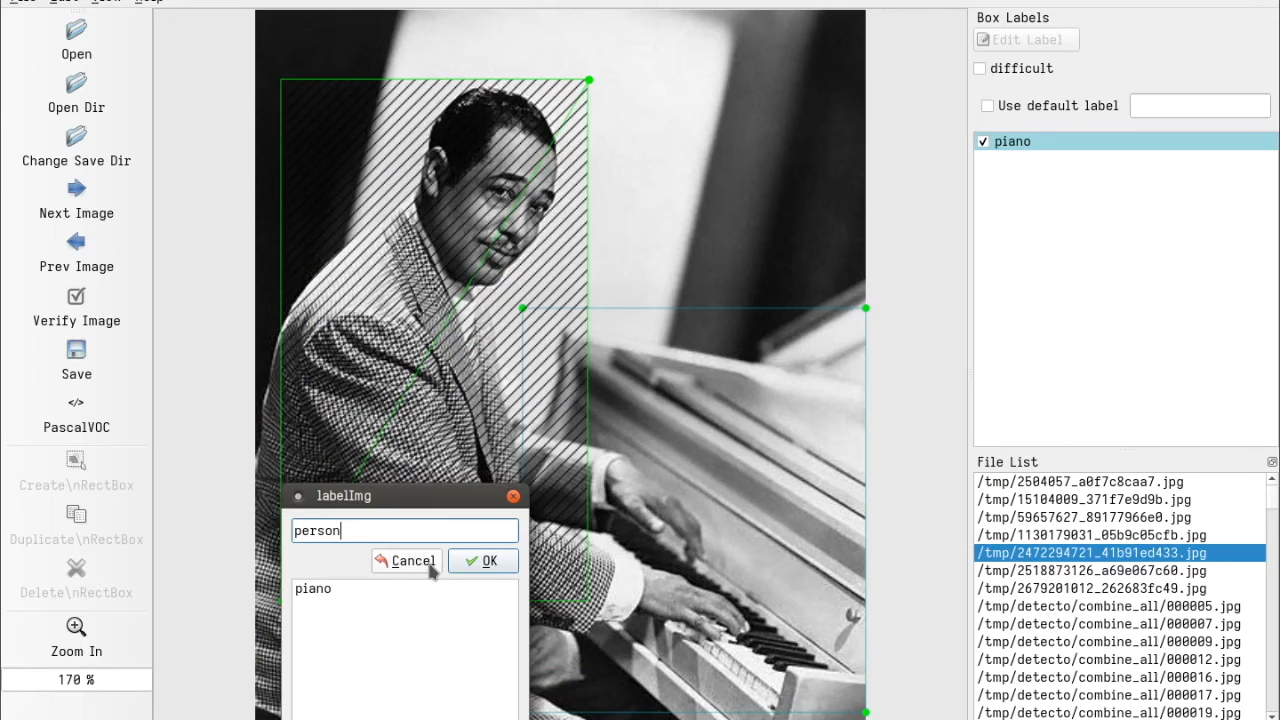 File Edit View Help
Open
Open Dir
Change Save Dir
Next Image
Prev Image
Verify Image
Save
</>
PascalVOC
Create\nRectBox
Duplicate\nRectBox
Delete\nRectBox
Zoom In
170 %
labelImg
person
Cancel
OK
piano
Box Labels
Edit Label
difficult
Use default label
piano
File List
/tmp/2504057_a0f7c8caa7.jpg
/tmp/15104009_371f7e9d9b.jpg
/tmp/59657627_89177966e0.jpg
/tmp/1130179031_05b9c05cfb.jpg
/tmp/2472294721_41b91ed433.jpg
/tmp/2518873126_a69e067c60.jpg
/tmp/2679201012_262683fc49.jpg
/tmp/detecto/combine_all/000005.jpg
/tmp/detecto/combine_all/000007.jpg
/tmp/detecto/combine_all/000009.jpg
/tmp/detecto/combine_all/000012.jpg
/tmp/detecto/combine_all/000016.jpg
/tmp/detecto/combine_all/000017.jpg
/tmp/detecto/combine_all/000019.jpg